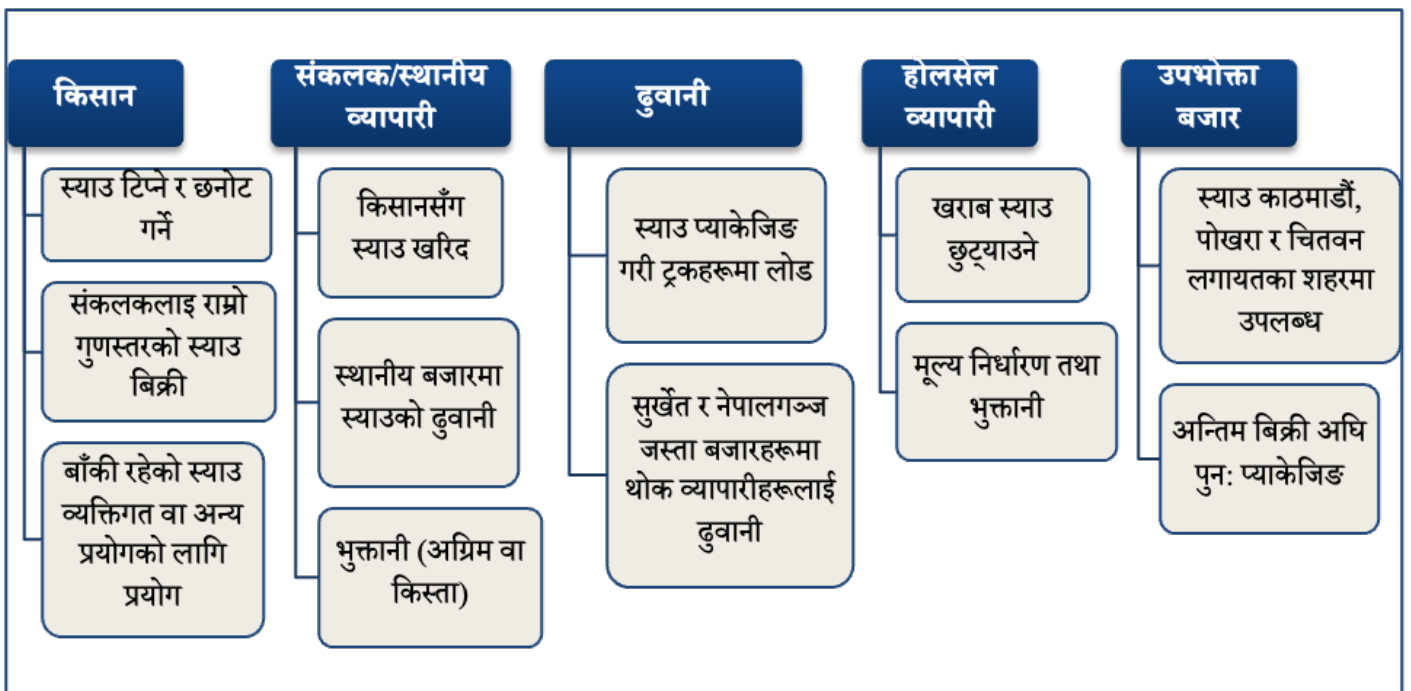 किसान
स्याउ टिप्ने र छनोट
गर्ने
संकलकलाइ राम्रो
गुणस्तरको स्याउ
बिक्री
बाँकी रहेको स्याउ
व्यक्तिगत वा अन्य
प्रयोगको लागि
प्रयोग
संकलक/स्थानीय
व्यापारी
किसानसँग
स्याउ खरिद
स्थानीय बजारमा
स्याउको ढुवानी
भुक्तानी (अग्रिम वा
किस्ता)
ढुवानी
स्याउ प्याकेजिङ
गरी ट्रकहरूमा लोड
सुर्खेत र नेपालगञ्ज
जस्ता बजारहरूमा
थोक व्यापारीहरूलाई
ढुवानी
होलसेल
व्यापारी
खराब स्याउ
छुट्‌याउने
मूल्य निर्धारण तथा
भुक्तानी
उपभोक्ता
बजार
स्याउ काठमाडौं,
पोखरा र चितवन
लगायतका शहरमा
उपलब्ध
अन्तिम बिक्री अघि
पुन: प्याकेजिङ